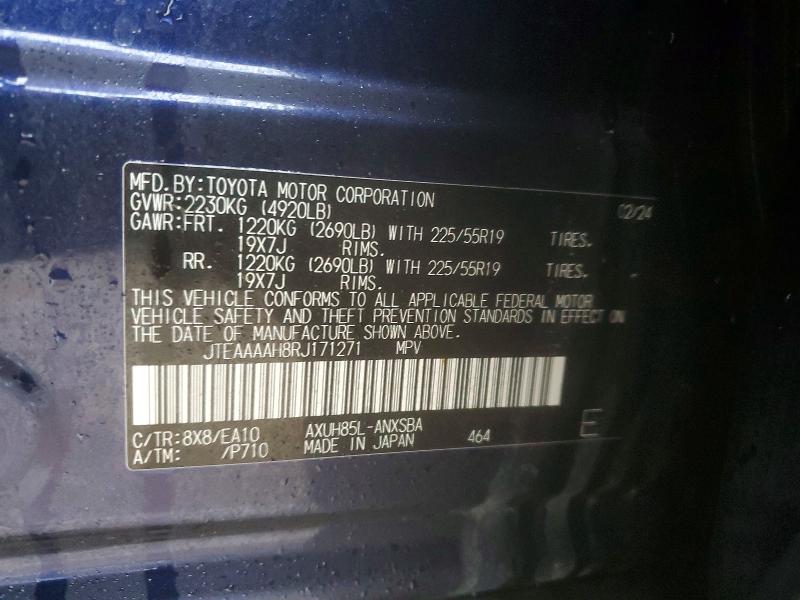 MFD. BY: TOYOTA MOTOR CORPORATION 02/24
GVWR: 2230KG (4920LB)
GAWR: FRT. 1220KG (2690LB) WITH 225/55R19 TIRES.
19X7J RIMS.
RR. 1220KG (2690LB) WITH 225/55R19 TIRES.
19X7J RIMS.
THIS VEHICLE CONFORMS TO ALL APPLICABLE FEDERAL MOTOR
VEHICLE SAFETY AND THEFT PREVENTION STANDARDS IN EFFECT ON
THE DATE OF MANUFACTURE SHOWN ABOVE.
JTEAAAAH8RJ171271 MPV
C/TR: 8X8/EA10 AXUH85L-ANXSBA 464 E
A/TM: /P710 MADE IN JAPAN